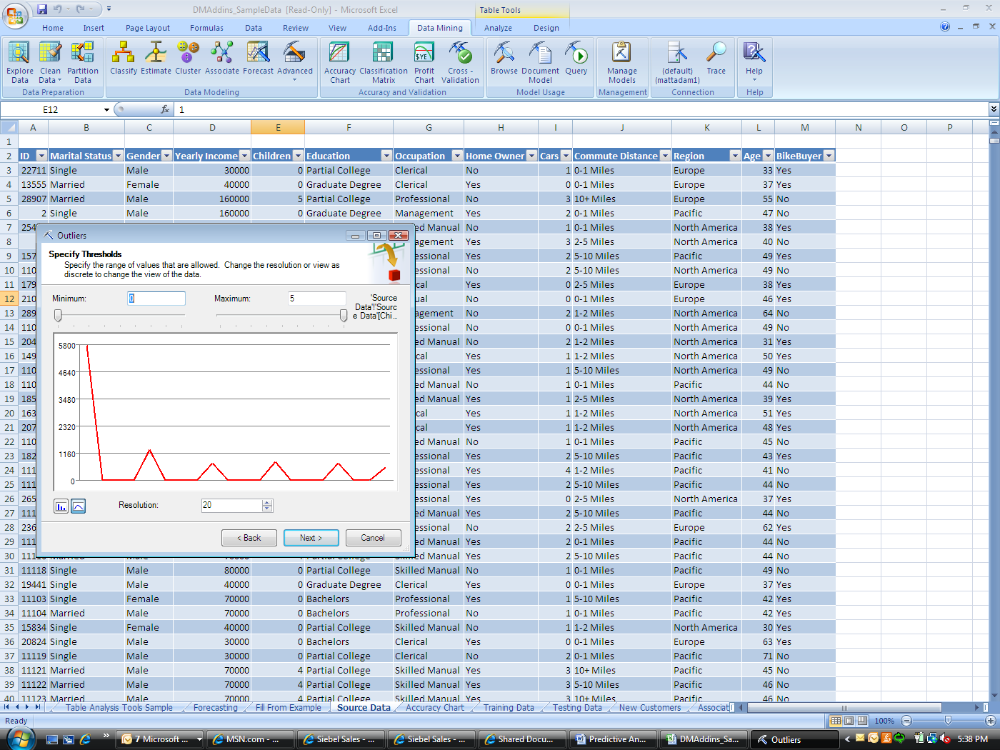 DMAddins_SampleData [Read-Only] - Microsoft Excel
Table Tools
Home Insert Page Layout Formulas Data Review View Add-Ins Data Mining Analyze Design
Explore Data Clean Data Partition Data Classify Estimate Cluster Associate Forecast Advanced Accuracy Chart Classification Matrix Profit Chart Cross - Validation Browse Document Model Query Manage Models (default) (mattadam1) Trace Help
Data Preparation Data Modeling Accuracy and Validation Model Usage Management Connection Help
E12 fx 1
A B C D E F G H I J K L M N O P
1
2 ID Marital Status Gender Yearly Income Children Education Occupation Home Owner Cars Commute Distance Region Age BikeBuyer
3 22711 Single Male 30000 0 Partial College Clerical No 1 0-1 Miles Europe 33 Yes
4 13555 Married Female 40000 0 Graduate Degree Clerical Yes 0 0-1 Miles Europe 37 Yes
5 28907 Married Male 160000 5 Partial College Professional No 3 10+ Miles Europe 55 No
6 2 Single Male 160000 0 Graduate Degree Management Yes 2 0-1 Miles Pacific 47 No
7 254 ed Manual No 1 0-1 Miles North America 38 Yes
8 agement Yes 3 2-5 Miles North America 40 No
9 157 essional Yes 2 5-10 Miles Pacific 49 Yes
10 110 essional No 2 5-10 Miles North America 49 No
11 179 cal Yes 0 2-5 Miles Europe 38 Yes
12 210 ual No 0 0-1 Miles Europe 46 Yes
13 289 agement No 2 1-2 Miles North America 64 No
14 110 essional No 0 0-1 Miles North America 49 No
15 204 ed Manual No 2 1-2 Miles North America 31 Yes
16 149 cal Yes 1 1-2 Miles North America 50 Yes
17 110 essional Yes 1 5-10 Miles North America 49 No
18 110 ed Manual No 1 0-1 Miles Pacific 44 No
19 185 ed Manual Yes 1 2-5 Miles North America 39 Yes
20 163 cal Yes 1 1-2 Miles North America 51 Yes
21 207 cal Yes 1 1-2 Miles North America 48 Yes
22 110 ed Manual No 1 0-1 Miles Pacific 45 No
23 182 essional Yes 2 5-10 Miles Pacific 43 Yes
24 111 essional Yes 4 1-2 Miles Pacific 41 No
25 111 essional Yes 2 5-10 Miles Pacific 44 No
26 265 essional Yes 0 2-5 Miles North America 37 Yes
27 111 essional Yes 2 5-10 Miles Pacific 44 No
28 236 essional No 2 2-5 Miles Europe 62 Yes
29 111 ed Manual Yes 2 0-1 Miles Pacific 44 No
30 ed Manual Yes 2 5-10 Miles Pacific 44 No
31 11118 Single Male 80000 0 Partial College Skilled Manual No 1 0-1 Miles Pacific 49 No
32 19441 Single Male 40000 0 Graduate Degree Clerical Yes 0 0-1 Miles Europe 37 Yes
33 11103 Single Female 70000 0 Bachelors Professional Yes 1 5-10 Miles Pacific 42 Yes
34 11104 Married Male 70000 0 Bachelors Professional No 1 0-1 Miles Pacific 42 Yes
35 15834 Single Female 40000 0 Partial College Skilled Manual No 1 1-2 Miles North America 30 Yes
36 20824 Single Male 30000 0 Bachelors Clerical Yes 0 0-1 Miles Europe 63 Yes
37 11119 Single Male 30000 0 Partial College Clerical No 2 0-1 Miles Pacific 71 No
38 11121 Married Male 70000 4 Partial College Skilled Manual Yes 3 10+ Miles Pacific 45 No
39 11122 Married Male 70000 4 Partial College Skilled Manual Yes 3 5-10 Miles Pacific 46 No
40 11123 Married Male 70000 4 Partial College Skilled Manual Yes 3 10+ Miles Pacific 46 No
Outliers
Specify Thresholds
Specify the range of values that are allowed. Change the resolution or view as
discrete to change the view of the data.
Minimum: 0 Maximum: 5
'Source
Data'!'Sourc
e Data'[Chi...
5800
4640
3480
2320
1160
0
Resolution: 20
< Back Next > Cancel
Table Analysis Tools Sample Forecasting Fill From Example Source Data Accuracy Chart Training Data Testing Data New Customers Associat
Ready 100%
7 Microsoft ... MSN.com - ... Siebel Sales - ... Siebel Sales - ... Shared Docu... Predictive An... DMAddins_Sa... Outliers 5:38 PM